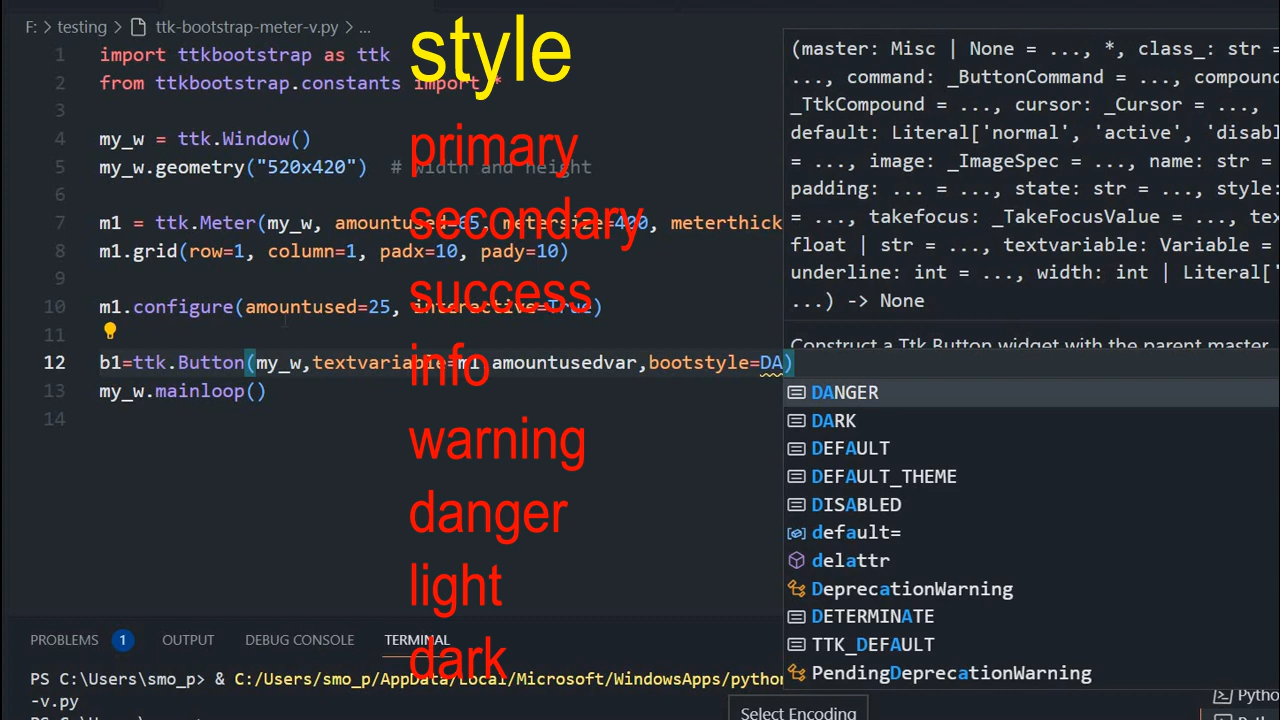 F: > testing > ttk-bootstrap-meter-v.py > ...
style
1 import ttkbootstrap as ttk
2 from ttkbootstrap.constants import *
3
4 my_w = ttk.Window()
primary
5 my_w.geometry("520x420") # width and height
6
secondary
7 m1 = ttk.Meter(my_w, amountused=65, metersize=400, meterthick
8 m1.grid(row=1, column=1, padx=10, pady=10)
9
success
10 m1.configure(amountused=25, interactive=True)
11
info
12 b1=ttk.Button(my_w,textvariable=m1.amountusedvar,bootstyle=DA)
13 my_w.mainloop()
14
warning
danger
light
dark
(master: Misc | None = ..., *, class_: str =
..., command: _ButtonCommand = ..., compound
_TtkCompound = ..., cursor: _Cursor = ...,
default: Literal['normal', 'active', 'disabl
= ..., image: _ImageSpec = ..., name: str =
padding: ... = ..., state: str = ..., style:
= ..., takefocus: _TakeFocusValue = ..., tex
float | str = ..., textvariable: Variable =
underline: int = ..., width: int | Literal['
...) -> None
Construct a Ttk Button widget with the parent master.
DANGER
DARK
DEFAULT
DEFAULT_THEME
DISABLED
default=
delattr
DeprecationWarning
DETERMINATE
TTK_DEFAULT
PendingDeprecationWarning
PROBLEMS 1 OUTPUT DEBUG CONSOLE TERMINAL
PS C:\Users\smo_p> & C:/Users/smo_p/AppData/Local/Microsoft/WindowsApps/python
-v.py
PS C:\Users\smo_p>
Select Encoding
Pytho